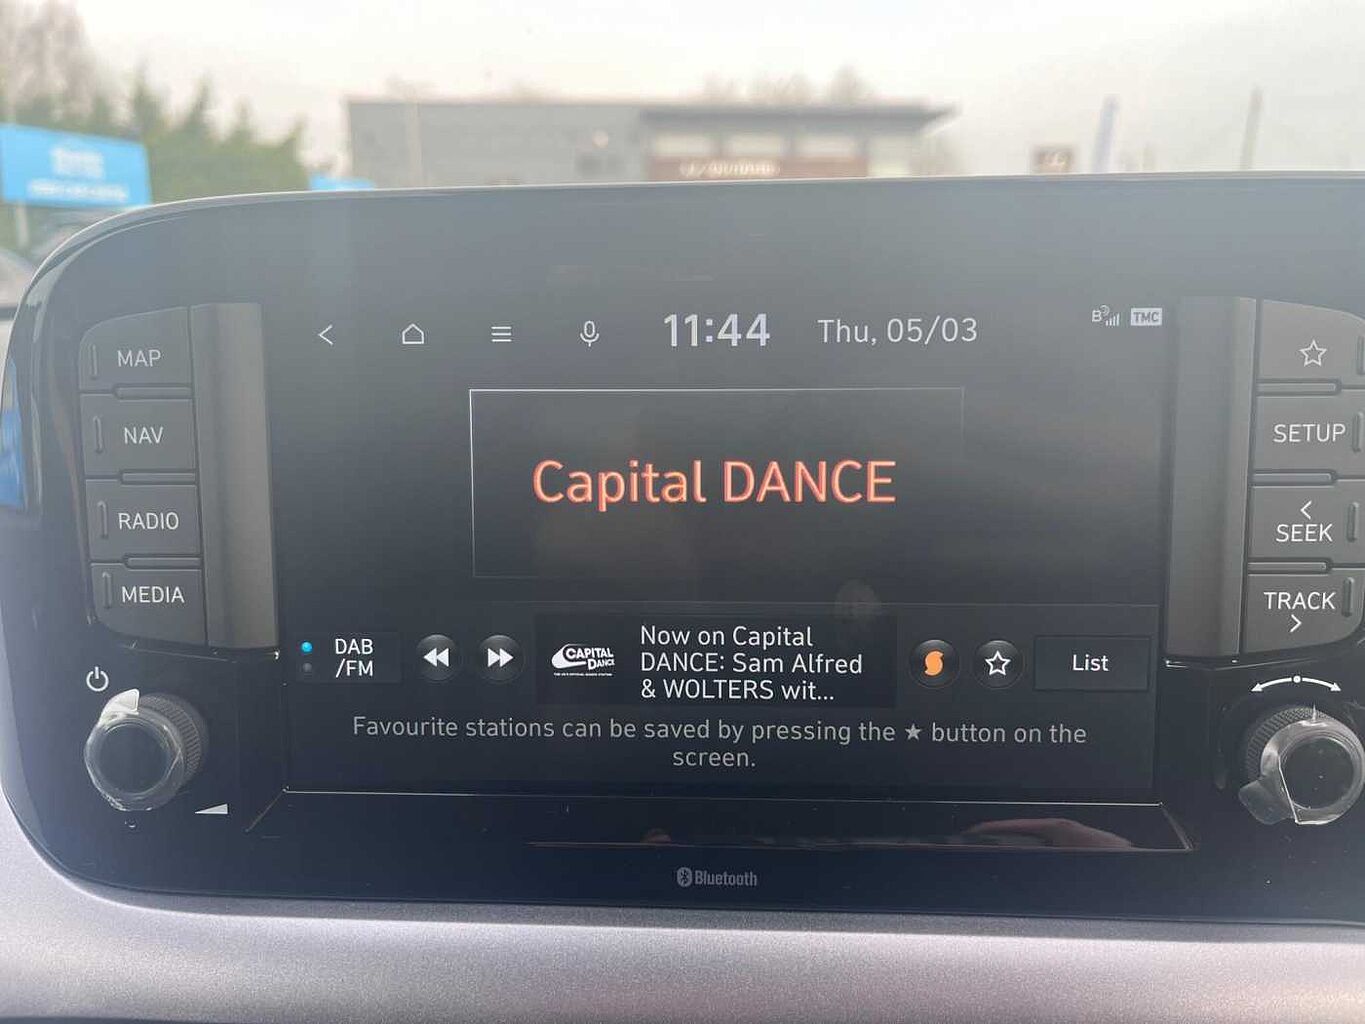 11:44 Thu, 05/03
TMC
MAP
NAV
RADIO
MEDIA
Capital DANCE
SETUP
SEEK
TRACK
DAB
/FM
CAPITAL
DANCE
Now on Capital
DANCE: Sam Alfred
& WOLTERS wit...
List
Favourite stations can be saved by pressing the ★ button on the
screen.
Bluetooth